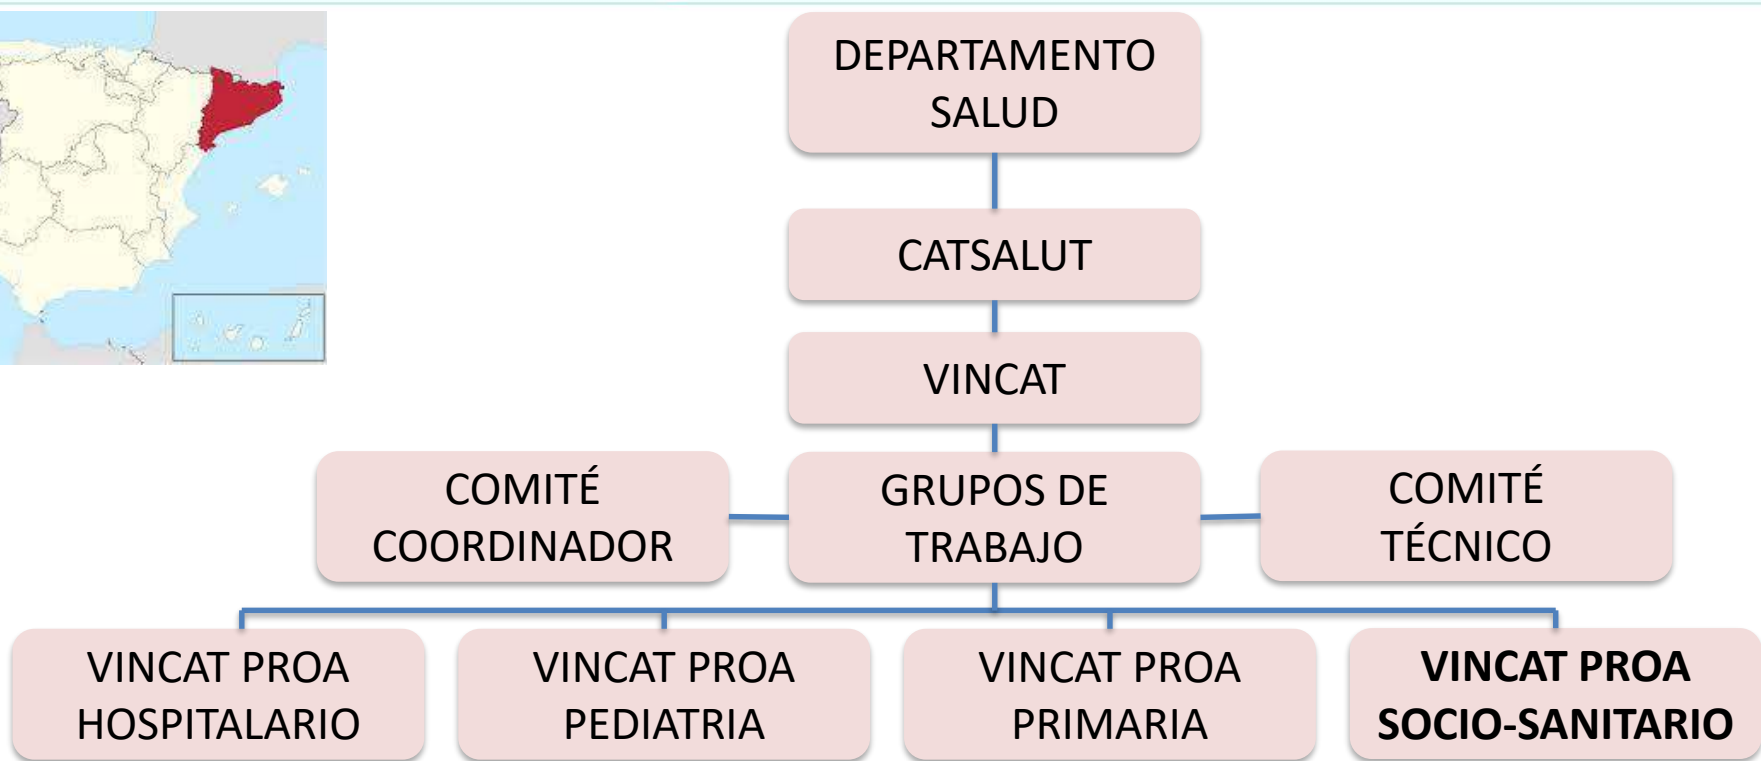 DEPARTAMENTO
SALUD
CATSALUT
VINCAT
COMITÉ
COORDINADOR
GRUPOS DE
TRABAJO
COMITÉ
TÉCNICO
VINCAT PROA
HOSPITALARIO
VINCAT PROA
PEDIATRIA
VINCAT PROA
PRIMARIA
VINCAT PROA
SOCIO-SANITARIO